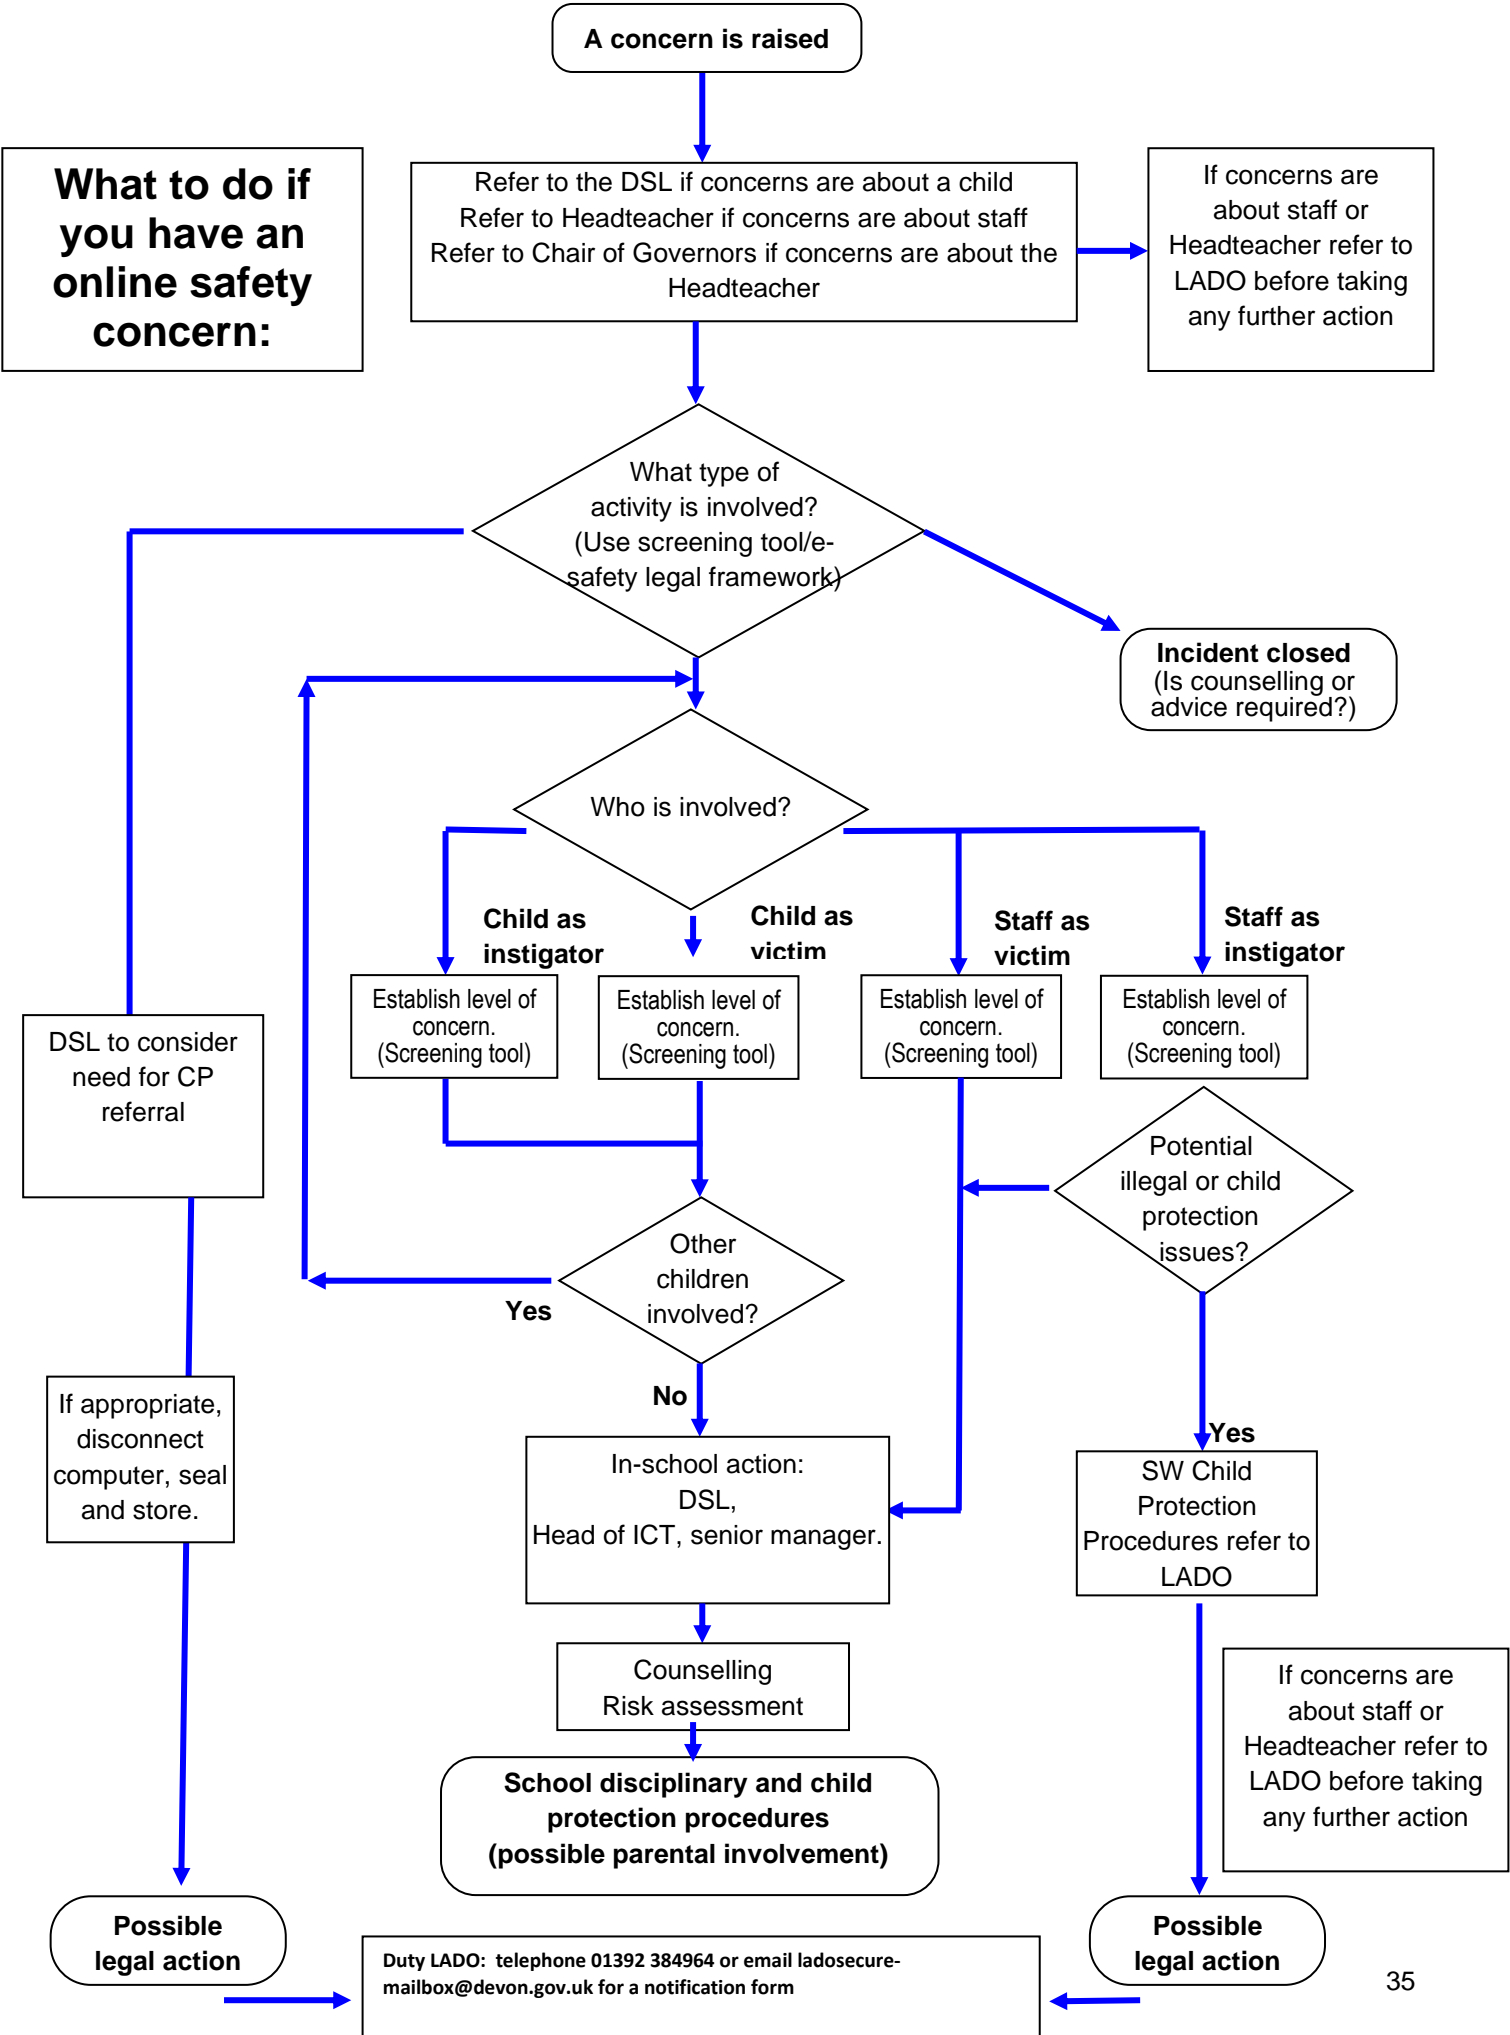 A concern is raised
What to do if
you have an
online safety
concern:
Refer to the DSL if concerns are about a child
Refer to Headteacher if concerns are about staff
Refer to Chair of Governors if concerns are about the
Headteacher
If concerns are
about staff or
Headteacher refer to
LADO before taking
any further action
What type of
activity is involved?
(Use screening tool/e-
safety legal framework)
Incident closed
(Is counselling or
advice required?)
Who is involved?
Child as
instigator
Child as
victim
Staff as
victim
Staff as
instigator
Establish level of
concern.
(Screening tool)
Establish level of
concern.
(Screening tool)
Establish level of
concern.
(Screening tool)
Establish level of
concern.
(Screening tool)
DSL to consider
need for CP
referral
Potential
illegal or child
protection
issues?
Other
children
involved?
Yes
No
If appropriate,
disconnect
computer, seal
and store.
In-school action:
DSL,
Head of ICT, senior manager.
Yes
SW Child
Protection
Procedures refer to
LADO
Counselling
Risk assessment
If concerns are
about staff or
Headteacher refer to
LADO before taking
any further action
School disciplinary and child
protection procedures
(possible parental involvement)
Possible
legal action
Possible
legal action
Duty LADO: telephone 01392 384964 or email ladosecure-
mailbox@devon.gov.uk for a notification form
35